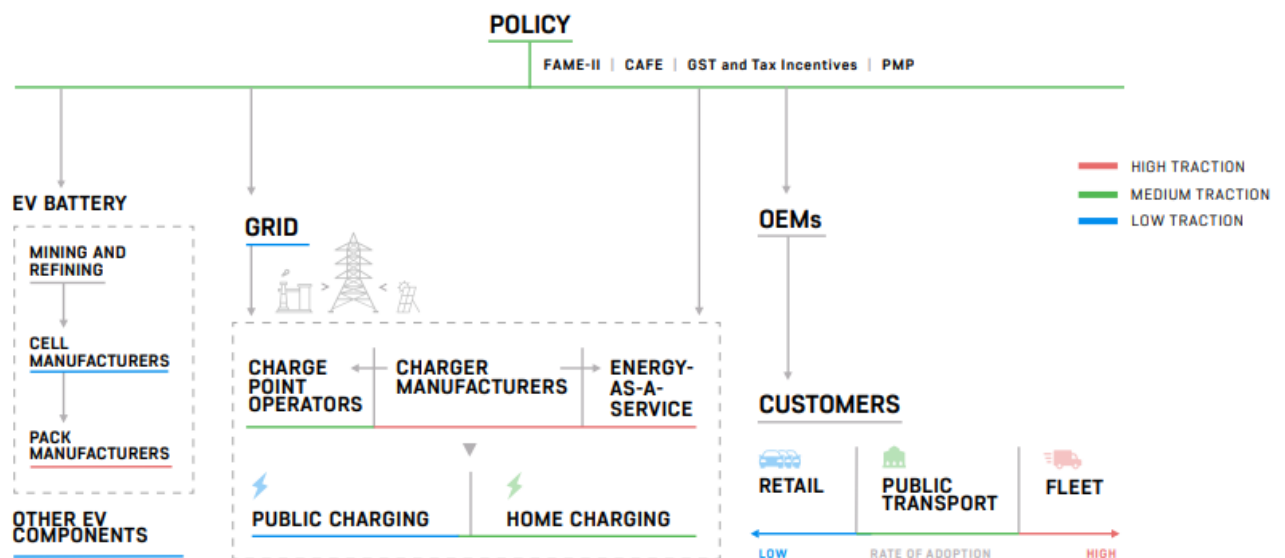 POLICY
FAME-II | CAFE | GST and Tax Incentives | PMP
HIGH TRACTION
MEDIUM TRACTION
LOW TRACTION
EV BATTERY
MINING AND
REFINING
CELL
MANUFACTURERS
PACK
MANUFACTURERS
OTHER EV
COMPONENTS
GRID
> <
CHARGE
POINT
OPERATORS
CHARGER
MANUFACTURERS
ENERGY-
AS-A-
SERVICE
PUBLIC CHARGING
HOME CHARGING
OEMs
CUSTOMERS
RETAIL
PUBLIC
TRANSPORT
FLEET
LOW
RATE OF ADOPTION
HIGH